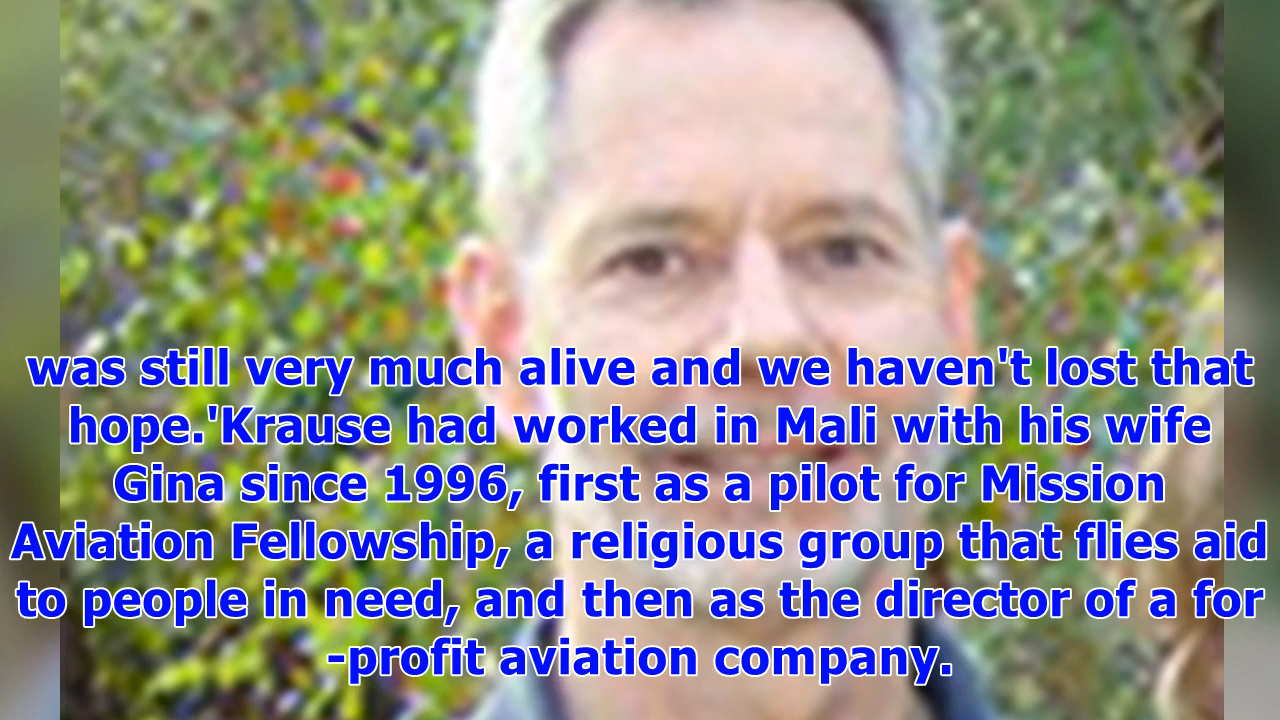 was still very much alive and we haven't lost that
hope.'Krause had worked in Mali with his wife
Gina since 1996, first as a pilot for Mission
Aviation Fellowship, a religious group that flies aid
to people in need, and then as the director of a for
-profit aviation company.